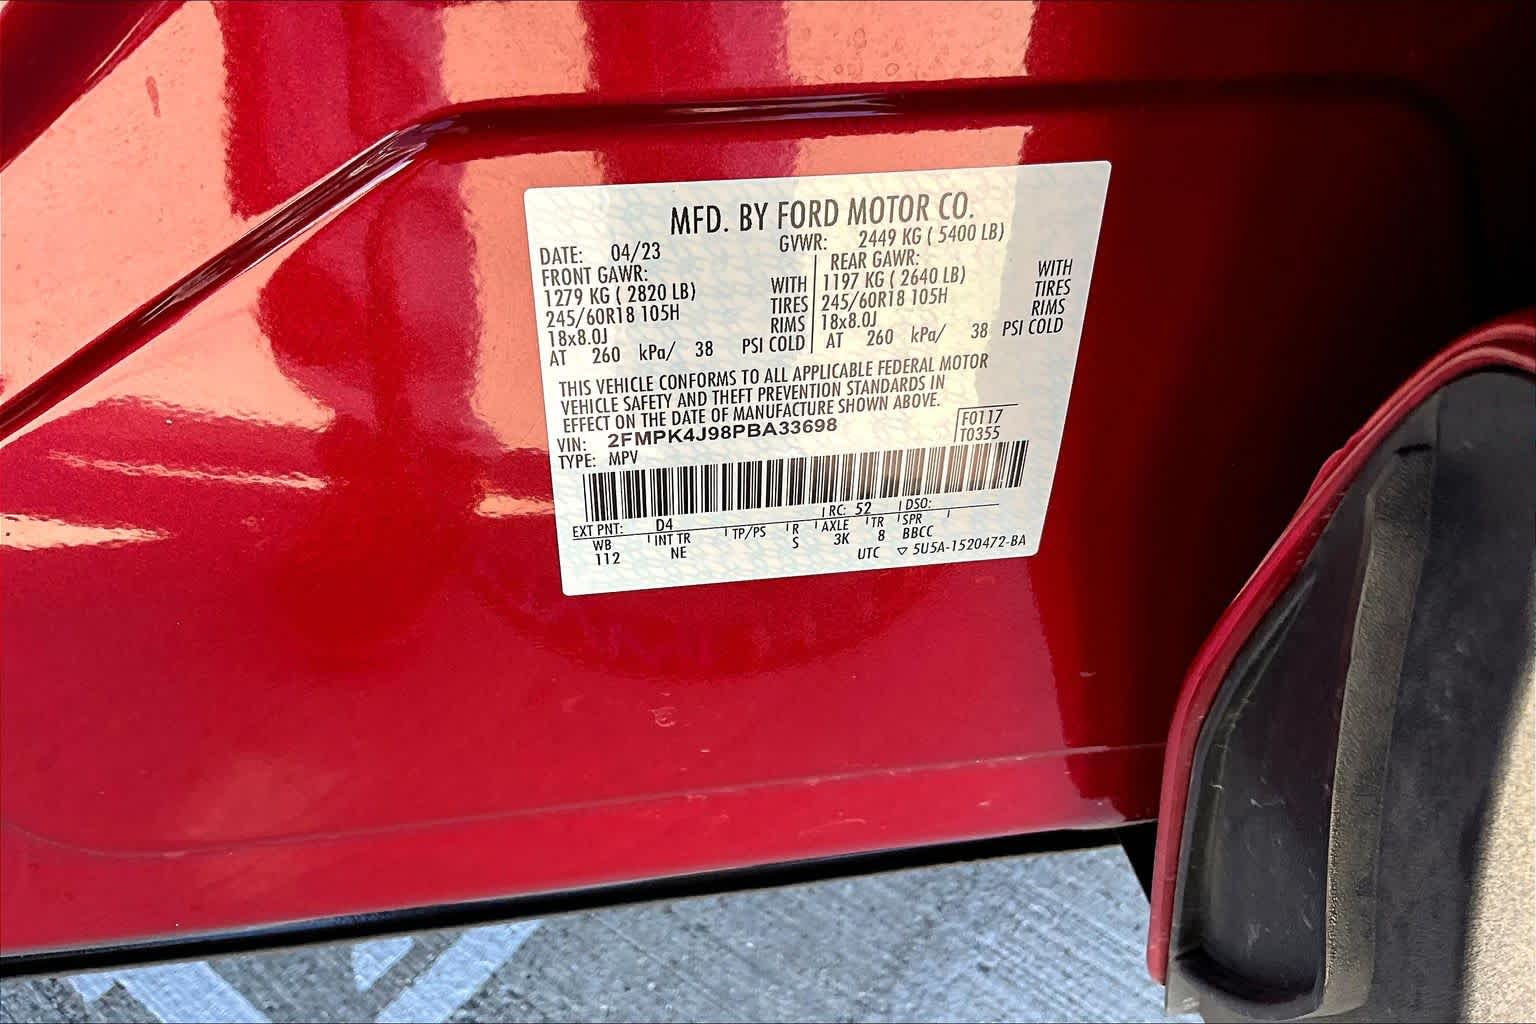 MFD. BY FORD MOTOR CO.
DATE: 04/23 GVWR: 2449 KG ( 5400 LB)
FRONT GAWR: REAR GAWR:
1279 KG ( 2820 LB) WITH 1197 KG ( 2640 LB) WITH
245/60R18 105H TIRES 245/60R18 105H TIRES
18x8.0J RIMS 18x8.0J RIMS
AT 260 kPa/ 38 PSI COLD AT 260 kPa/ 38 PSI COLD
THIS VEHICLE CONFORMS TO ALL APPLICABLE FEDERAL MOTOR
VEHICLE SAFETY AND THEFT PREVENTION STANDARDS IN
EFFECT ON THE DATE OF MANUFACTURE SHOWN ABOVE.
VIN: 2FMPK4J98PBA33698 F0117
TYPE: MPV T0355
EXT PNT: D4 RC: 52 DSO:
WB INT TR TP/PS R AXLE TR SPR
112 NE S 3K 8 BBCC
UTC ▽ 5U5A-1520472-BA